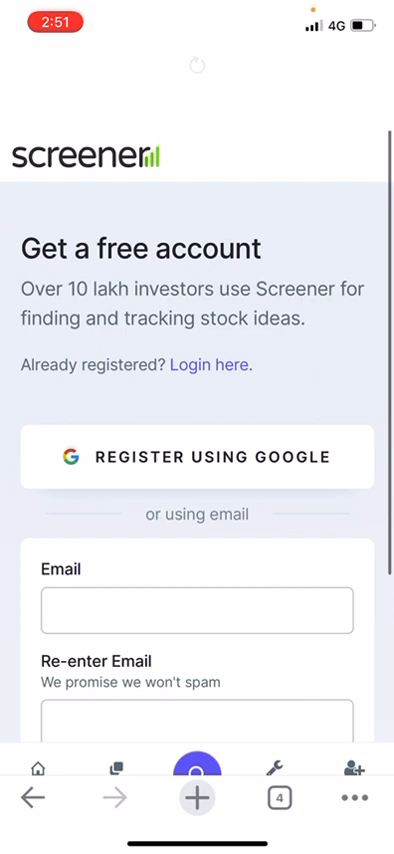 2:51
4G
screener
Get a free account
Over 10 lakh investors use Screener for
finding and tracking stock ideas.
Already registered? Login here.
REGISTER USING GOOGLE
or using email
Email
Re-enter Email
We promise we won't spam
4